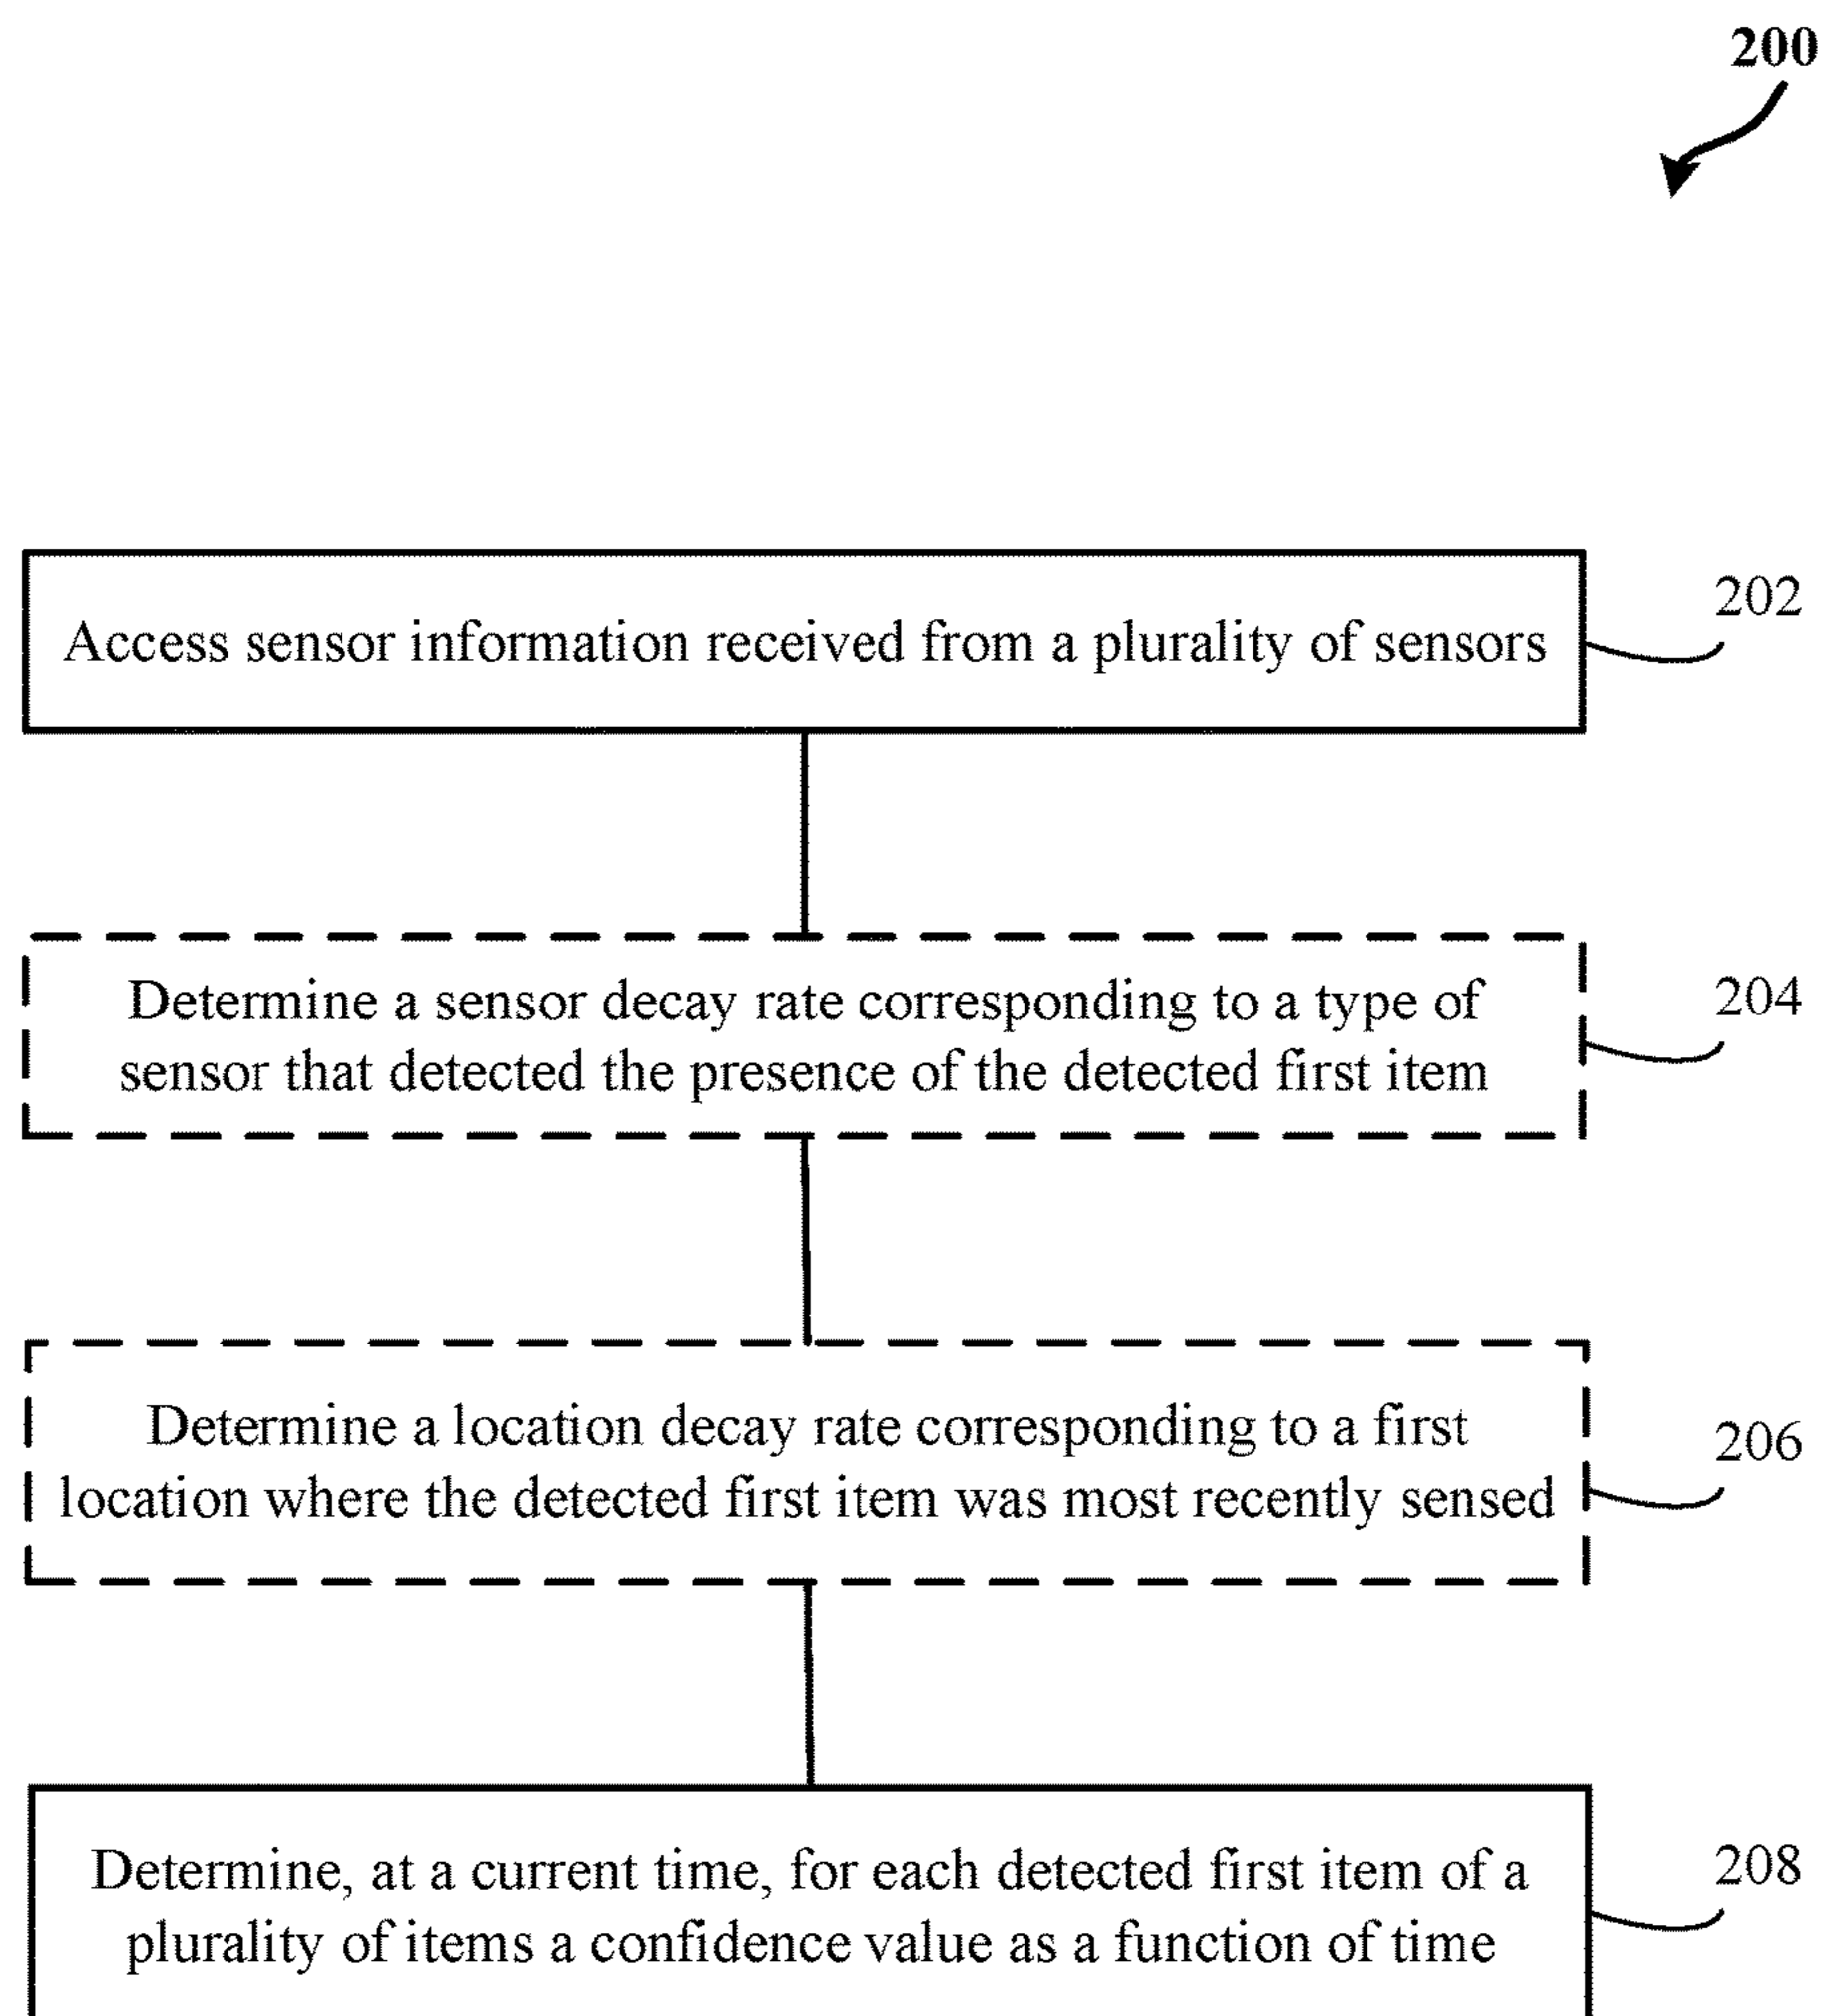 200
Access sensor information received from a plurality of sensors
202
Determine a sensor decay rate corresponding to a type of
sensor that detected the presence of the detected first item
204
Determine a location decay rate corresponding to a first
location where the detected first item was most recently sensed
206
Determine, at a current time, for each detected first item of a
plurality of items a confidence value as a function of time
208